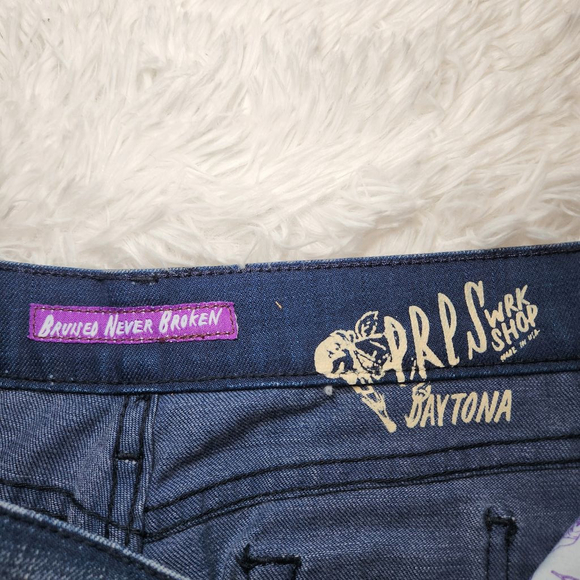 BRUISED NEVER BROKEN
PRPS WRK
SHOP
MADE IN U.S.A.
DAYTONA